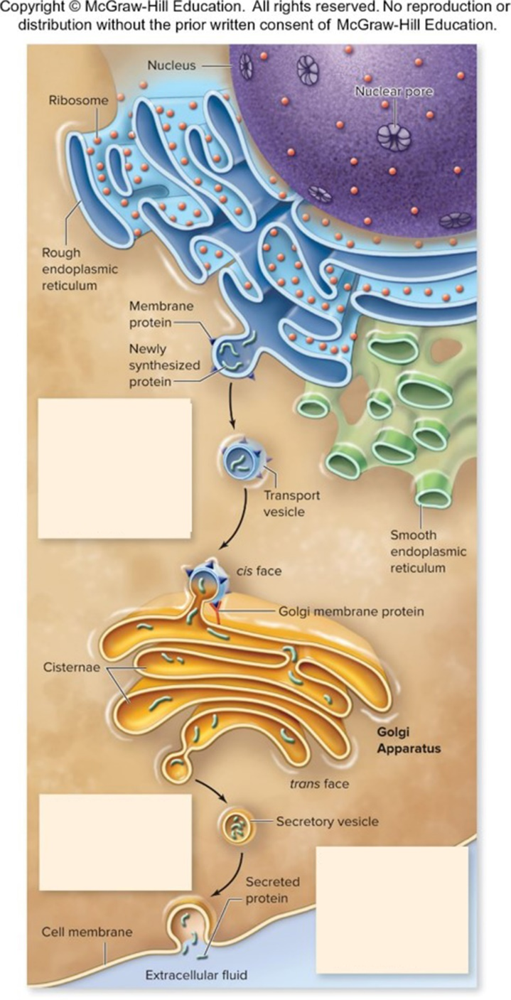 Copyright © McGraw-Hill Education. All rights reserved. No reproduction or
distribution without the prior written consent of McGraw-Hill Education.
Nucleus
Nuclear pore
Ribosome
Rough
endoplasmic
reticulum
Membrane
protein
Newly
synthesized
protein
Transport
vesicle
Smooth
endoplasmic
reticulum
cis face
Golgi membrane protein
Cisternae
Golgi
Apparatus
trans face
Secretory vesicle
Secreted
protein
Cell membrane
Extracellular fluid